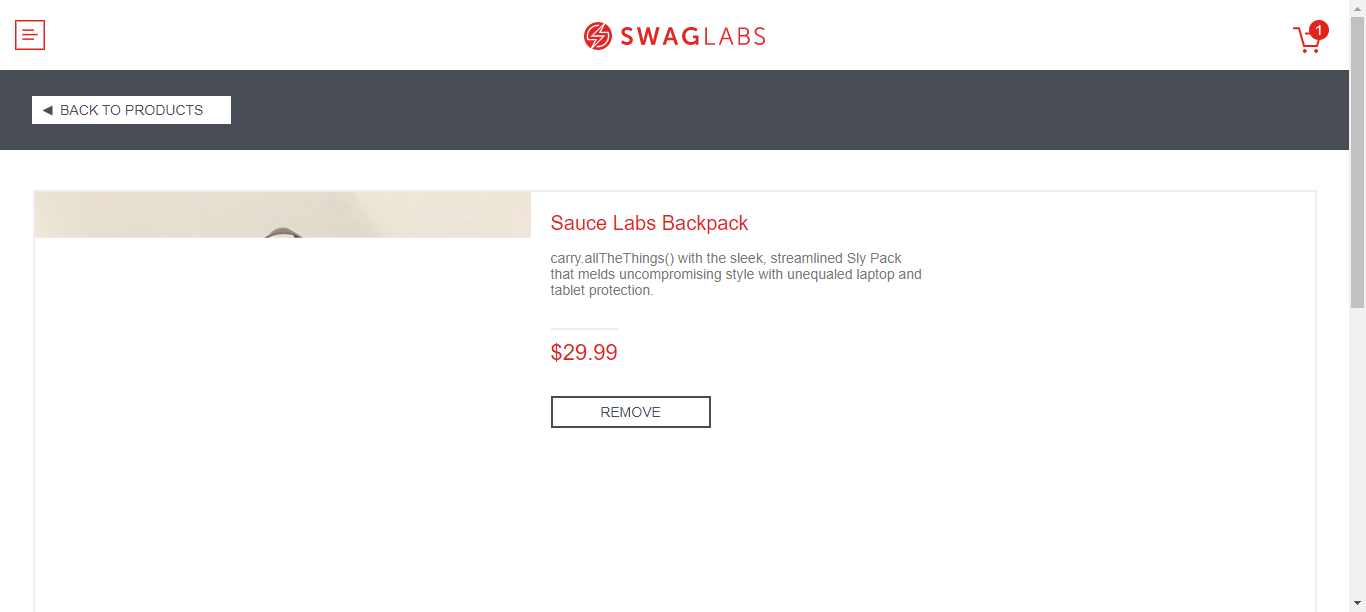 SWAGLABS
1
◄ BACK TO PRODUCTS
Sauce Labs Backpack
carry.allTheThings() with the sleek, streamlined Sly Pack
that melds uncompromising style with unequaled laptop and
tablet protection.
$29.99
REMOVE